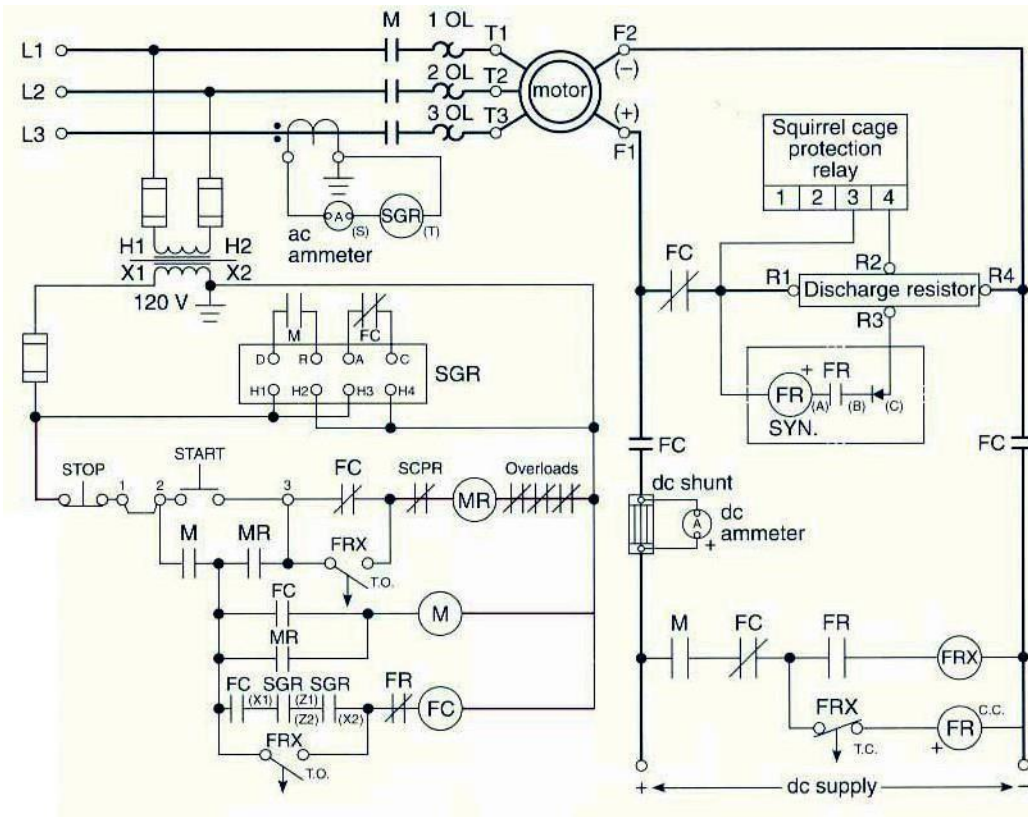 M 1 OL T1 F2
L1 (–)
L2 2 OL T2 motor
L3 3 OL T3 (+)
F1
Squirrel cage
protection
relay
1 2 3 4
A SGR
(S) (T)
ac
ammeter
H1 H2
X1 X2
120 V
FC
R2
R1 Discharge resistor R4
R3
M FC
D R A C
H1 H2 H3 H4
SGR
+ FR
FR (A) (B) (C)
SYN.
FC FC
STOP START FC SCPR Overloads
1 2 3 MR
dc shunt
A dc
ammeter
+
M MR FRX
T.O.
FC
M
MR
M FC FR
FRX
FC SGR SGR FR
(X1) (Z1)
(Z2) (X2)
FC
FRX C.C.
FR
T.C. +
FRX
T.O.
+ dc supply –